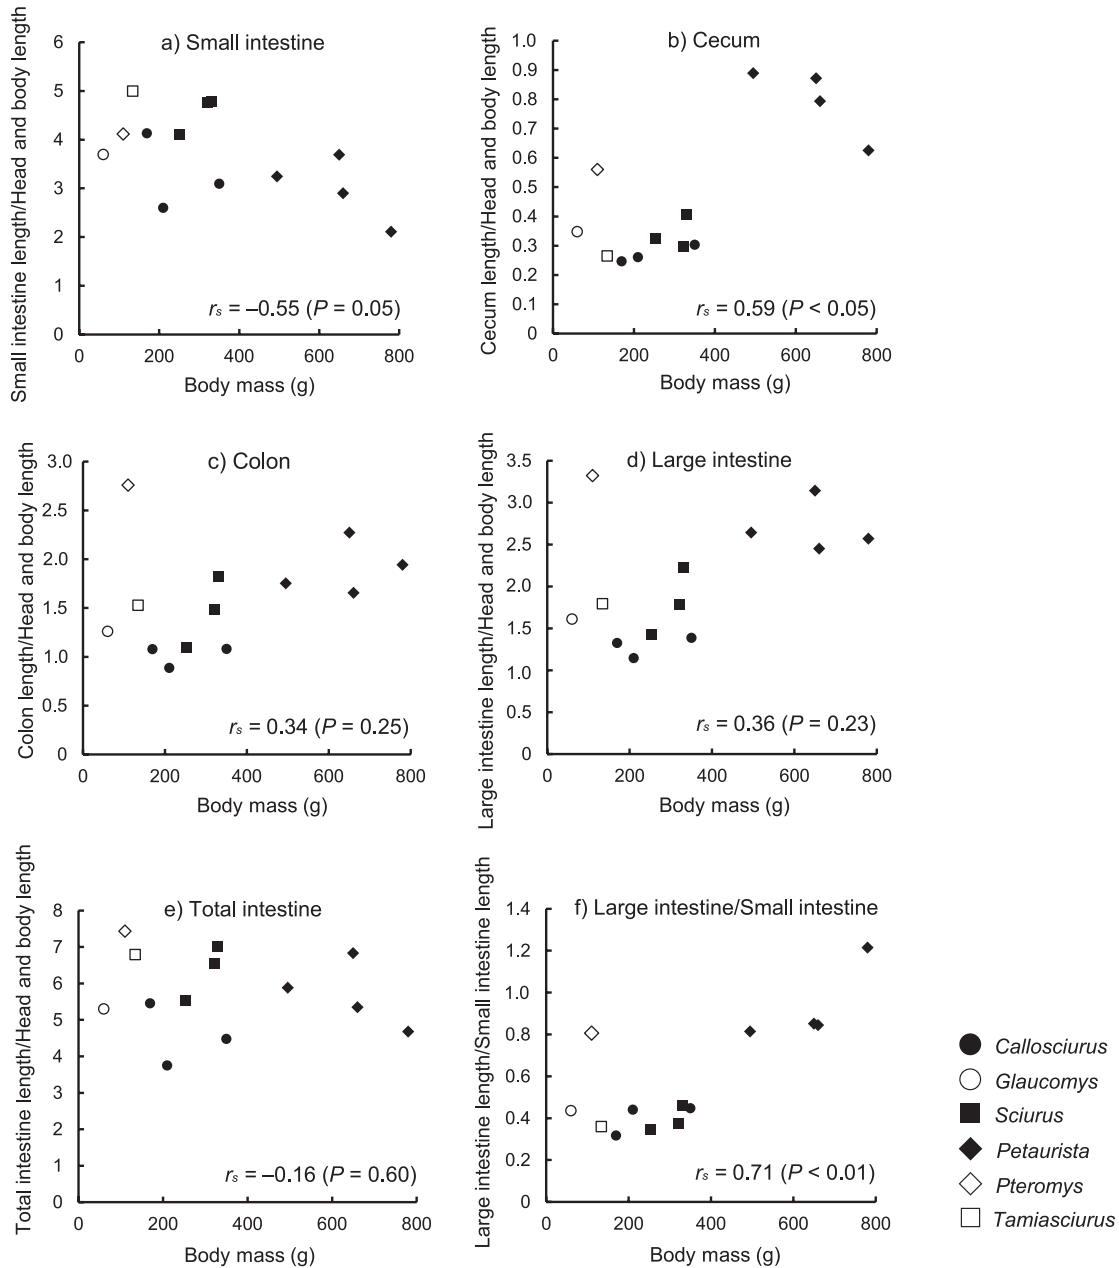 a) Small intestine
Small intestine length/Head and body length
6
5
4
3
2
1
0
rs = –0.55 (P = 0.05)
0 200 400 600 800
Body mass (g)
b) Cecum
Cecum length/Head and body length
1.0
0.9
0.8
0.7
0.6
0.5
0.4
0.3
0.2
0.1
0
rs = 0.59 (P < 0.05)
0 200 400 600 800
Body mass (g)
c) Colon
Colon length/Head and body length
3.0
2.5
2.0
1.5
1.0
0.5
0
rs = 0.34 (P = 0.25)
0 200 400 600 800
Body mass (g)
d) Large intestine
Large intestine length/Head and body length
3.5
3.0
2.5
2.0
1.5
1.0
0.5
0
rs = 0.36 (P = 0.23)
0 200 400 600 800
Body mass (g)
e) Total intestine
Total intestine length/Head and body length
8
7
6
5
4
3
2
1
0
rs = –0.16 (P = 0.60)
0 200 400 600 800
Body mass (g)
f) Large intestine/Small intestine
Large intestine length/Small intestine length
1.4
1.2
1.0
0.8
0.6
0.4
0.2
0
rs = 0.71 (P < 0.01)
0 200 400 600 800
Body mass (g)
Callosciurus
Glaucomys
Sciurus
Petaurista
Pteromys
Tamiasciurus